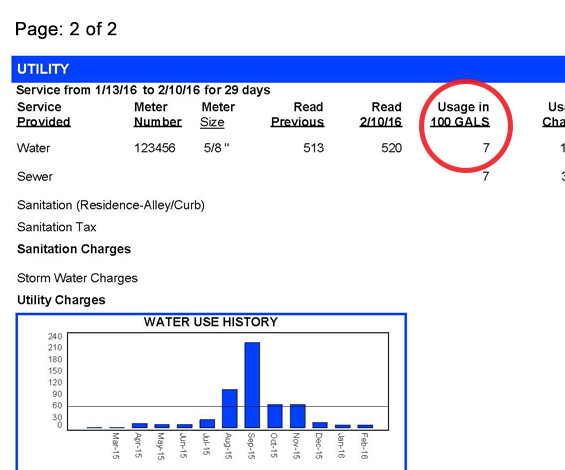 Page: 2 of 2
UTILITY
Service from 1/13/16 to 2/10/16 for 29 days
Service Meter Meter Read Read Usage in
Provided Number Size Previous 2/10/16 100 GALS
Water 123456 5/8 " 513 520 7
Sewer 7
Sanitation (Residence-Alley/Curb)
Sanitation Tax
Sanitation Charges
Storm Water Charges
Utility Charges
WATER USE HISTORY
240
210
180
150
120
90
60
30
0
Mar-15 Apr-15 May-15 Jun-15 Jul-15 Aug-15 Sep-15 Oct-15 Nov-15 Dec-15 Jan-16 Feb-16